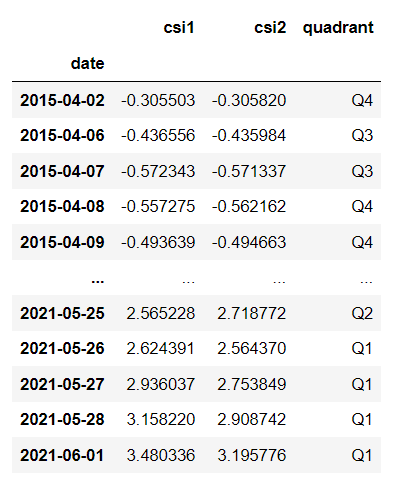 csi1 csi2 quadrant
date
2015-04-02 -0.305503 -0.305820 Q4
2015-04-06 -0.436556 -0.435984 Q3
2015-04-07 -0.572343 -0.571337 Q3
2015-04-08 -0.557275 -0.562162 Q4
2015-04-09 -0.493639 -0.494663 Q4
... ... ... ...
2021-05-25 2.565228 2.718772 Q2
2021-05-26 2.624391 2.564370 Q1
2021-05-27 2.936037 2.753849 Q1
2021-05-28 3.158220 2.908742 Q1
2021-06-01 3.480336 3.195776 Q1